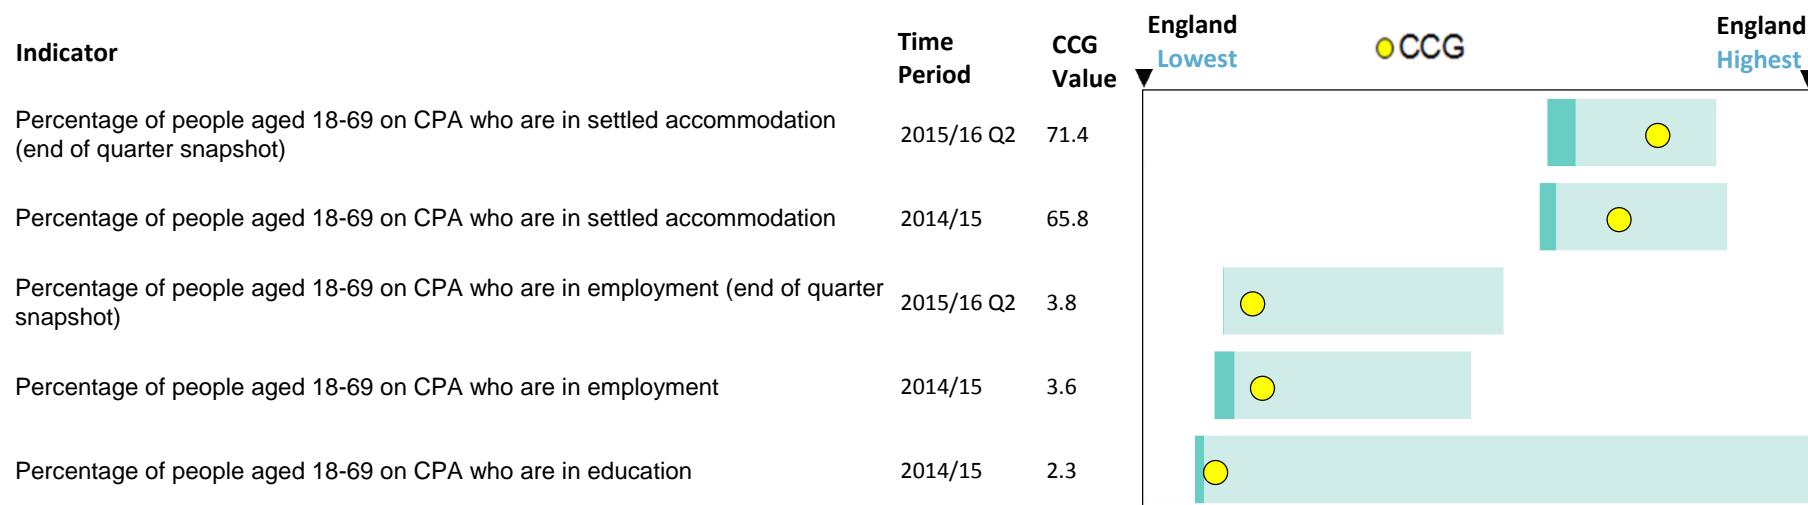 Indicator
Time
Period
CCG
Value
England
Lowest
CCG
England
Highest
Percentage of people aged 18-69 on CPA who are in settled accommodation
(end of quarter snapshot)
2015/16 Q2
71.4
Percentage of people aged 18-69 on CPA who are in settled accommodation
2014/15
65.8
Percentage of people aged 18-69 on CPA who are in employment (end of quarter
snapshot)
2015/16 Q2
3.8
Percentage of people aged 18-69 on CPA who are in employment
2014/15
3.6
Percentage of people aged 18-69 on CPA who are in education
2014/15
2.3